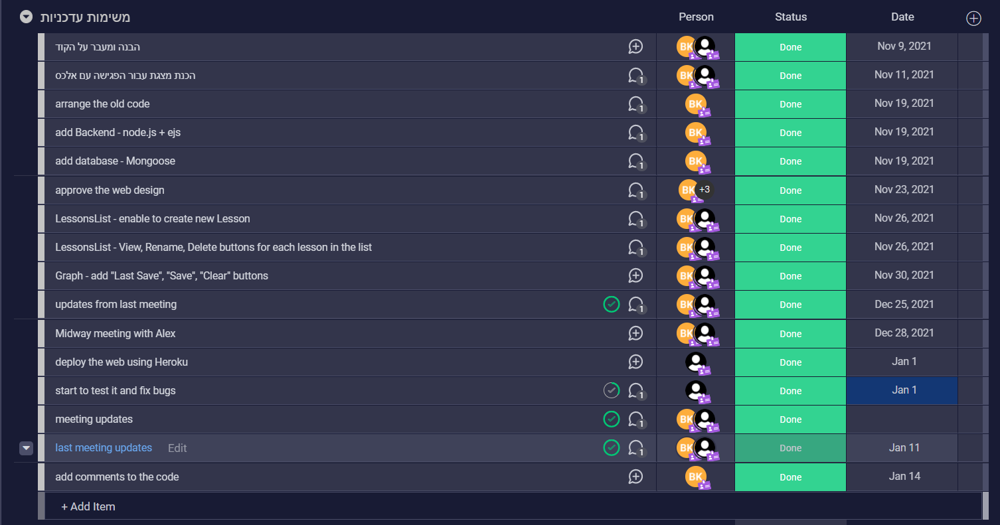 משימות עדכניות Person Status Date
הבנה ומעבר על הקוד BK Done Nov 9, 2021
הכנת מצגת עבור הפגישה עם אלכס 1 BK Done Nov 11, 2021
arrange the old code 1 BK Done Nov 19, 2021
add Backend - node.js + ejs 1 BK Done Nov 19, 2021
add database - Mongoose 1 BK Done Nov 19, 2021
approve the web design 1 BK +3 Done Nov 23, 2021
LessonsList - enable to create new Lesson 1 BK Done Nov 26, 2021
LessonsList - View, Rename, Delete buttons for each lesson in the list 1 BK Done Nov 26, 2021
Graph - add "Last Save", "Save", "Clear" buttons BK Done Nov 30, 2021
updates from last meeting 1 BK Done Dec 25, 2021
Midway meeting with Alex BK Done Dec 28, 2021
deploy the web using Heroku Done Jan 1
start to test it and fix bugs 1 Done Jan 1
meeting updates 1 BK Done
last meeting updates Edit 1 BK Done Jan 11
add comments to the code BK Done Jan 14
+ Add Item